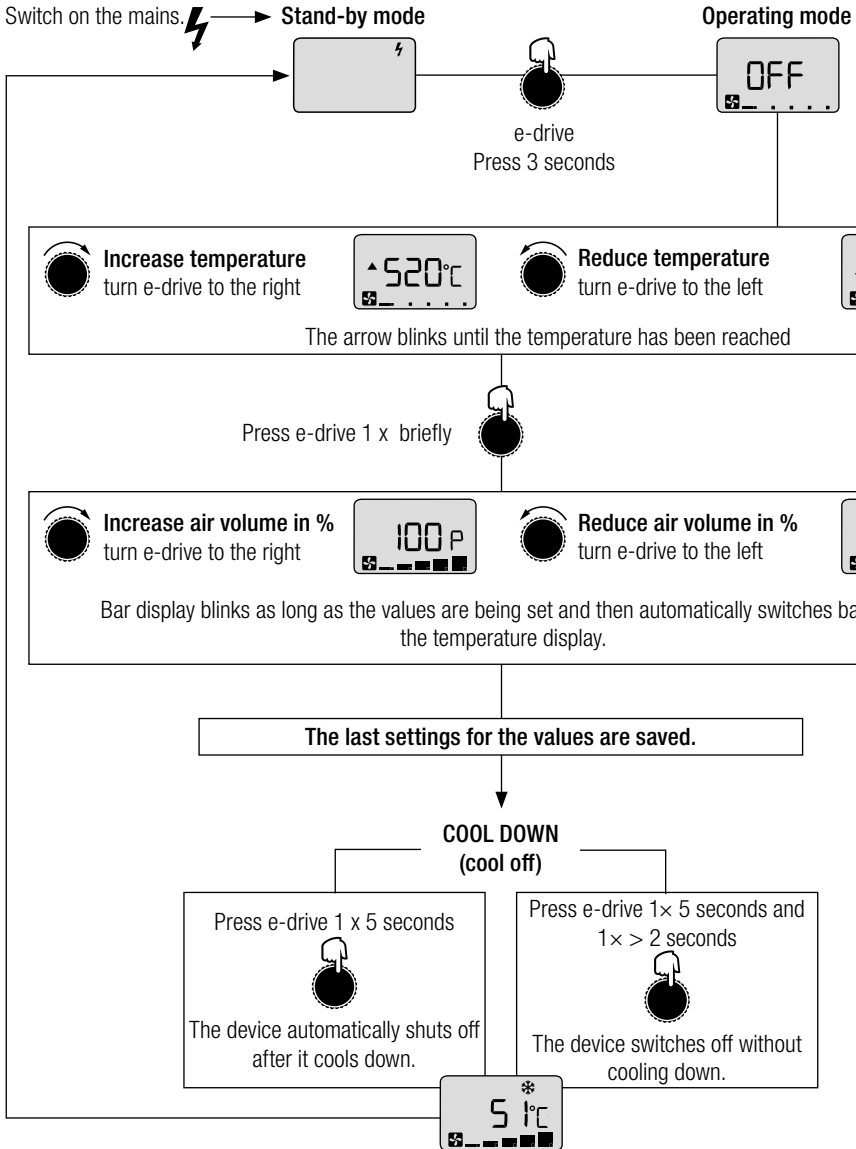 Switch on the mains.
Stand-by mode
Operating mode
OFF
e-drive
Press 3 seconds
Increase temperature
turn e-drive to the right
520°C
Reduce temperature
turn e-drive to the left
The arrow blinks until the temperature has been reached
Press e-drive 1 x briefly
Increase air volume in %
turn e-drive to the right
100 P
Reduce air volume in %
turn e-drive to the left
Bar display blinks as long as the values are being set and then automatically switches
the temperature display.
The last settings for the values are saved.
COOL DOWN
(cool off)
Press e-drive 1 x 5 seconds
The device automatically shuts off
after it cools down.
Press e-drive 1× 5 seconds and
1× > 2 seconds
The device switches off without
cooling down.
51°C